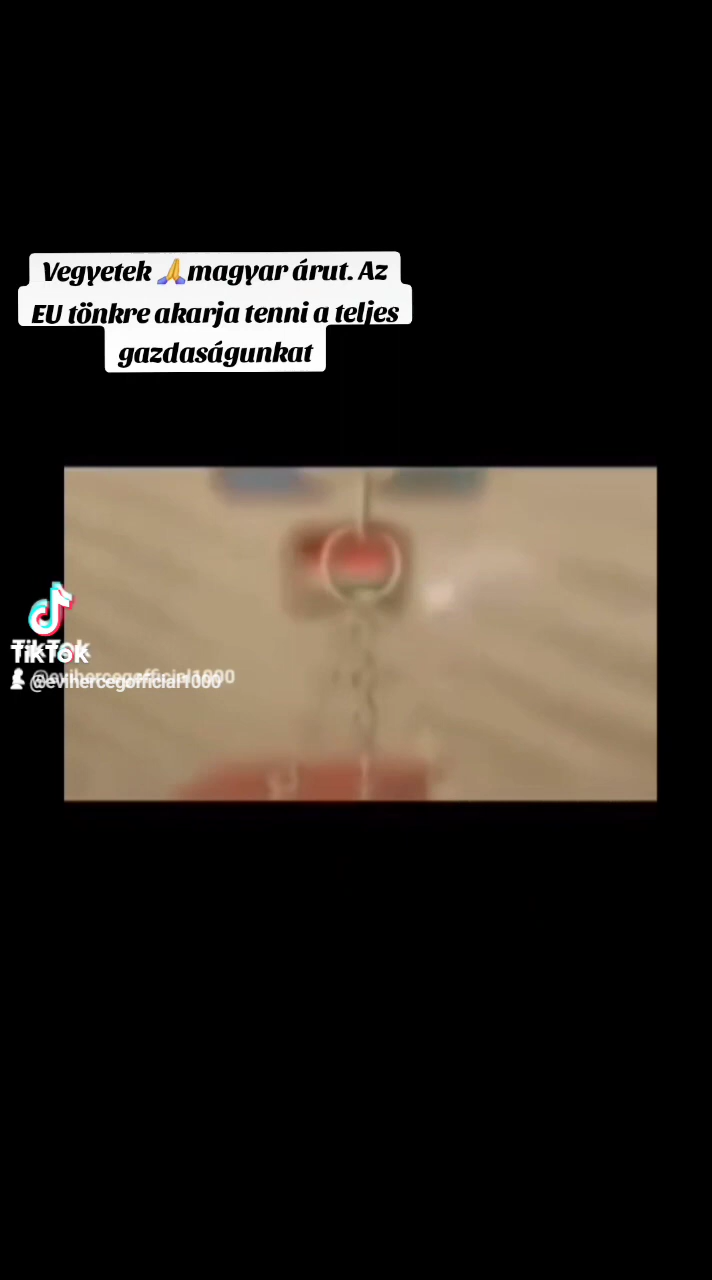 Vegyetek 🙏magyar árut. Az
EU tönkre akarja tenni a teljes
gazdaságunkat
TikTok
@evihercegofficial1000